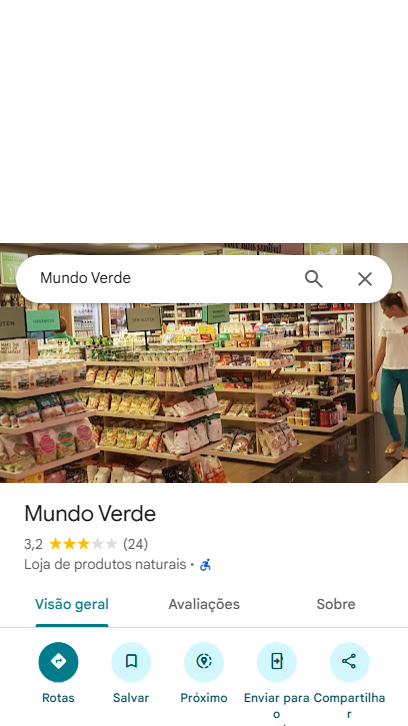 Mundo Verde
Mundo Verde
3,2 (24)
Loja de produtos naturais ·
Visão geral
Avaliações
Sobre
Rotas
Salvar
Próximo
Enviar para o
Compartilhar